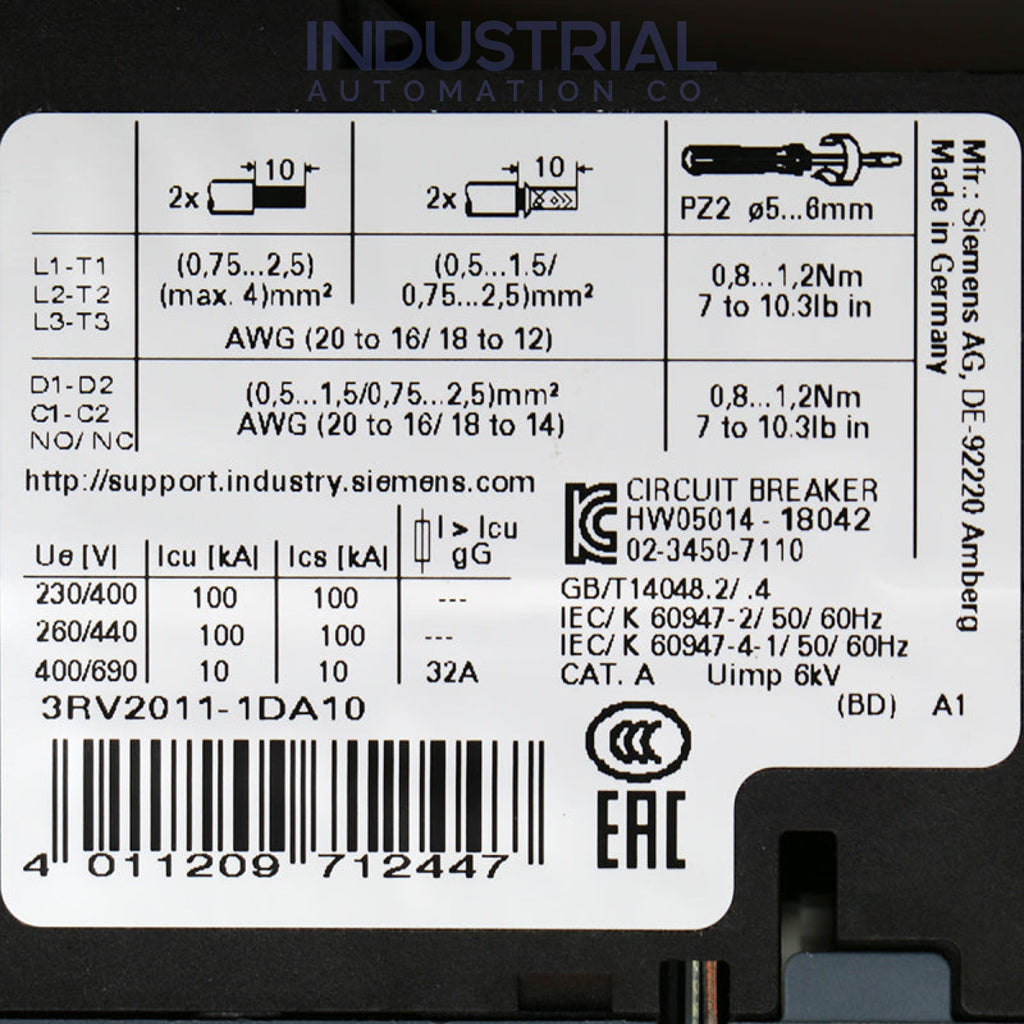 INDUSTRIAL
AUTOMATION CO.
10
2x
10
2x
PZ2 ø5...6mm
L1-T1
L2-T2
L3-T3
(0,75...2,5)
(max. 4)mm²
(0,5...1.5/
0,75...2,5)mm²
AWG (20 to 16/ 18 to 12)
0,8...1,2Nm
7 to 10.3lb in
D1-D2
C1-C2
NO/ NC
(0,5...1,5/0,75...2,5)mm²
AWG (20 to 16/ 18 to 14)
0,8...1,2Nm
7 to 10.3lb in
Mfr.: Siemens AG, DE-92220 Amberg
Made in Germany
http://support.industry.siemens.com
Ue [V] Icu [kA] Ics [kA] I > Icu
gG
230/400 100 100 ---
260/440 100 100 ---
400/690 10 10 32A
3RV2011-1DA10
KC
CIRCUIT BREAKER
HW05014-18042
02-3450-7110
GB/T14048.2/ .4
IEC/ K 60947-2/ 50/ 60Hz
IEC/ K 60947-4-1/ 50/ 60Hz
CAT. A Uimp 6kV
(BD) A1
CCC
EAC
4 011209 712447